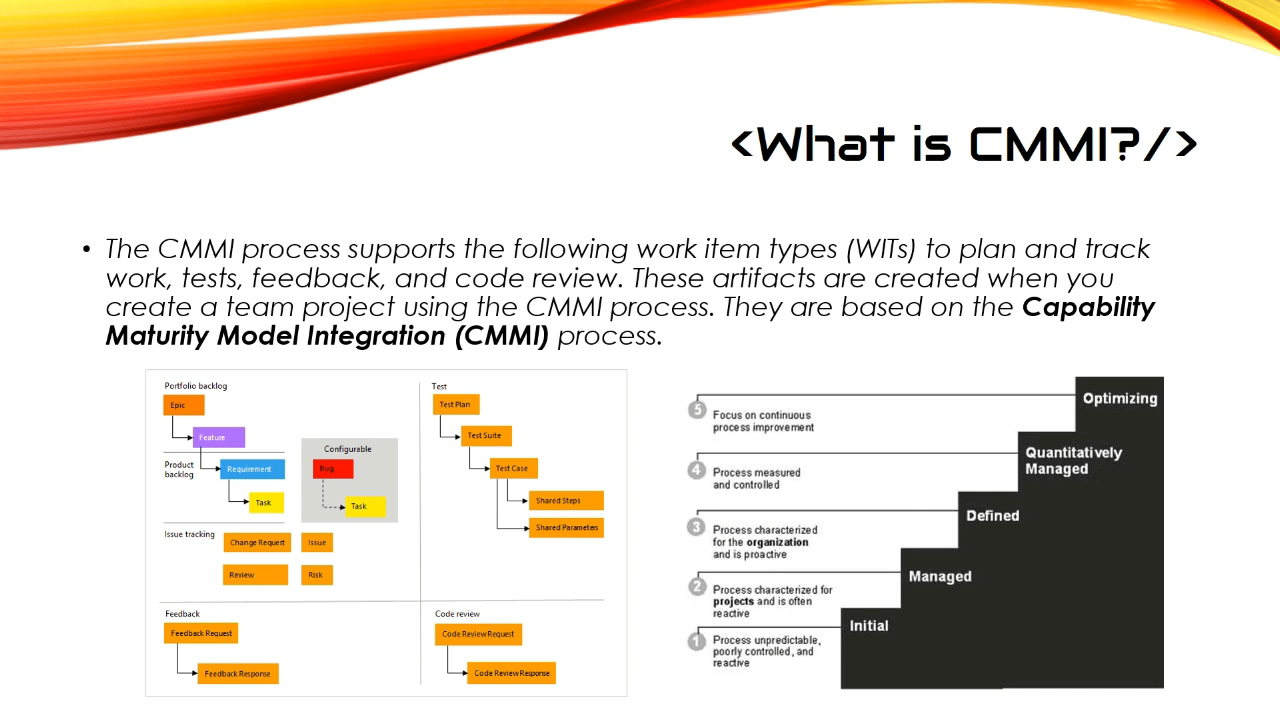 <What is CMMI?/>
• The CMMI process supports the following work item types (WITs) to plan and track
work, tests, feedback, and code review. These artifacts are created when you
create a team project using the CMMI process. They are based on the Capability
Maturity Model Integration (CMMI) process.
Portfolio backlog
Epic
Feature
Product
backlog
Requirement
Task
Configurable
Bug
Task
Issue tracking
Change Request
Issue
Review
Risk
Test
Test Plan
Test Suite
Test Case
Shared Steps
Shared Parameters
Feedback
Feedback Request
Feedback Response
Code review
Code Review Request
Code Review Response
5
Focus on continuous
process improvement
Optimizing
4
Process measured
and controlled
Quantitatively
Managed
3
Process characterized
for the organization
and is proactive
Defined
2
Process characterized for
projects and is often
reactive
Managed
1
Process unpredictable,
poorly controlled, and
reactive
Initial